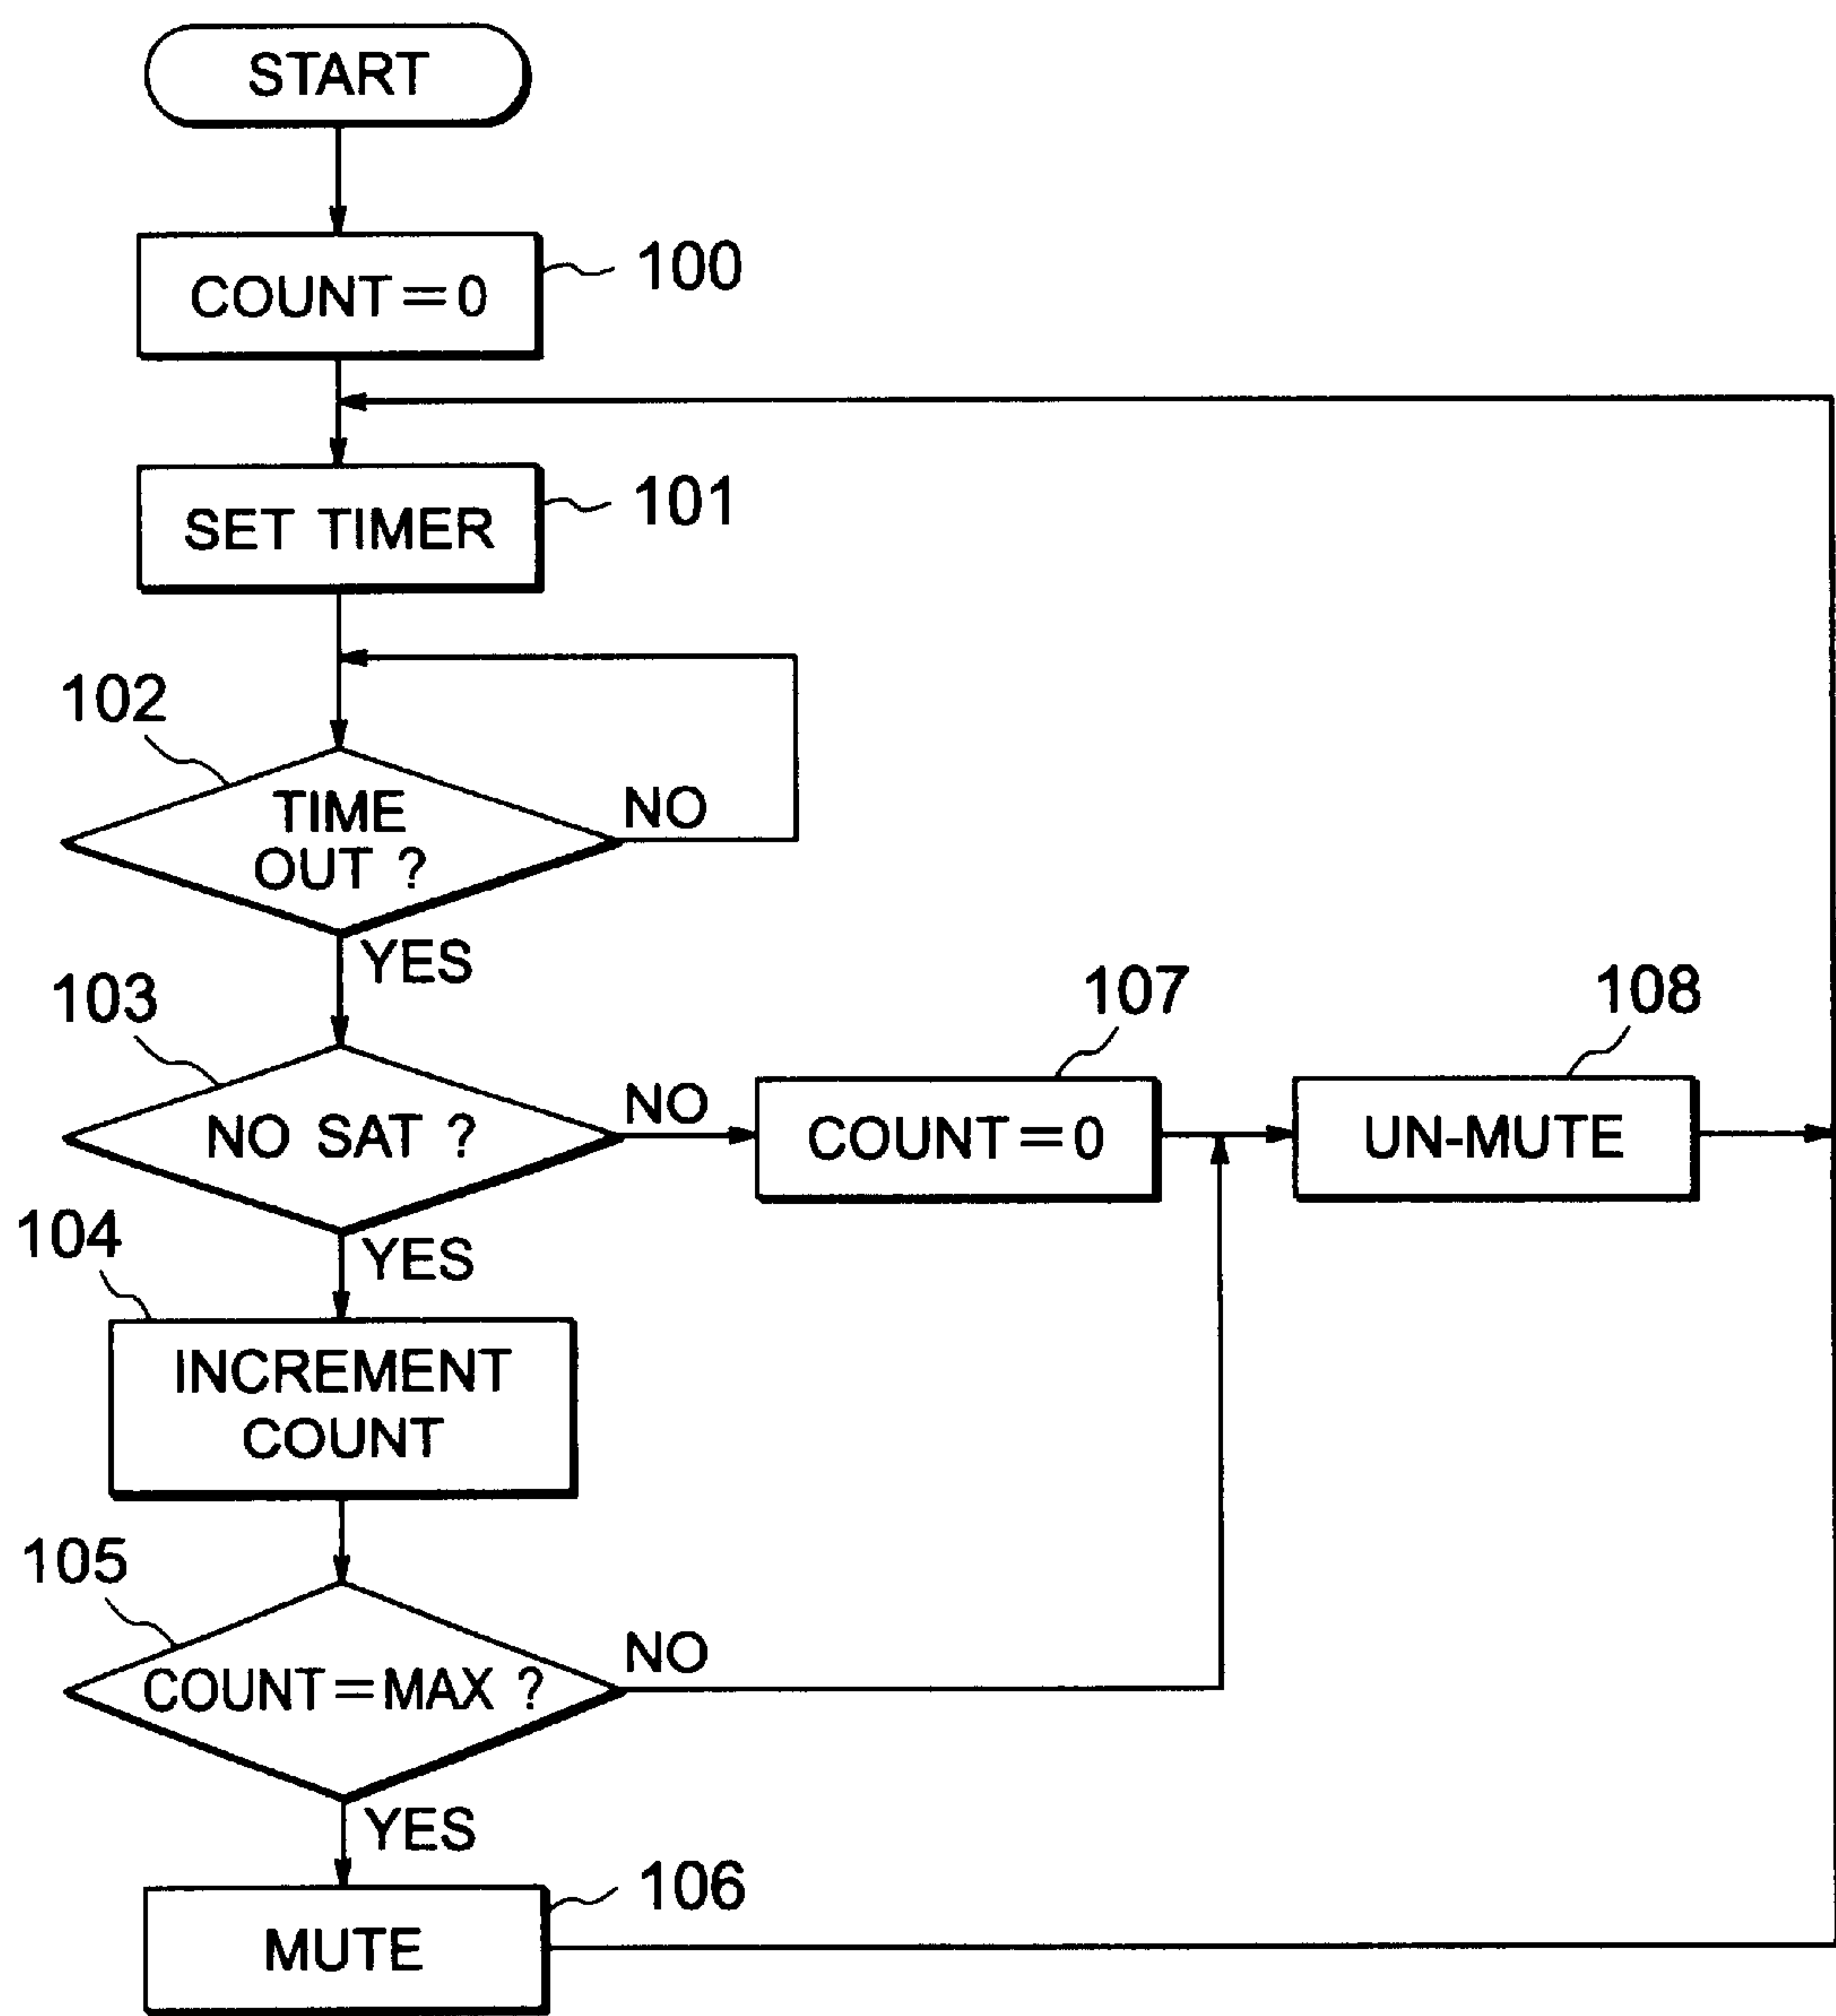 START
COUNT=0
100
SET TIMER
101
102
TIME
OUT ?
NO
YES
103
NO SAT ?
NO
107
COUNT=0
108
UN-MUTE
YES
104
INCREMENT
COUNT
105
COUNT=MAX ?
NO
YES
106
MUTE